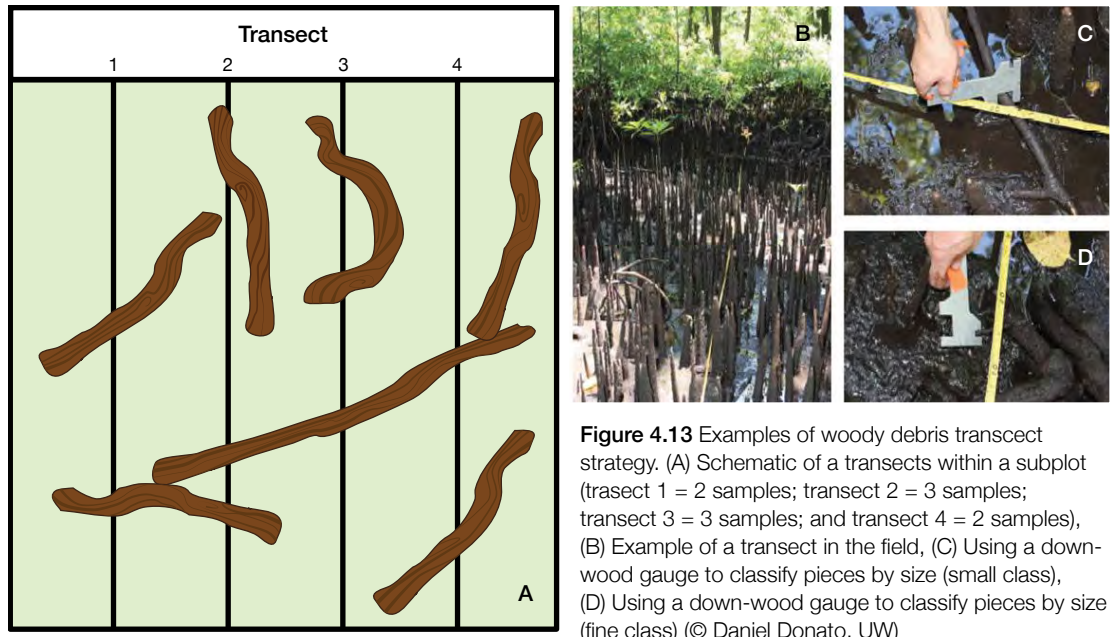 Transect
1 2 3 4
A
B
C
D
Figure 4.13 Examples of woody debris transcect
strategy. (A) Schematic of a transects within a subplot
(trasect 1 = 2 samples; transect 2 = 3 samples;
transect 3 = 3 samples; and transect 4 = 2 samples),
(B) Example of a transect in the field, (C) Using a down-
wood gauge to classify pieces by size (small class),
(D) Using a down-wood gauge to classify pieces by size
(fine class) (© Daniel Donato, UW)